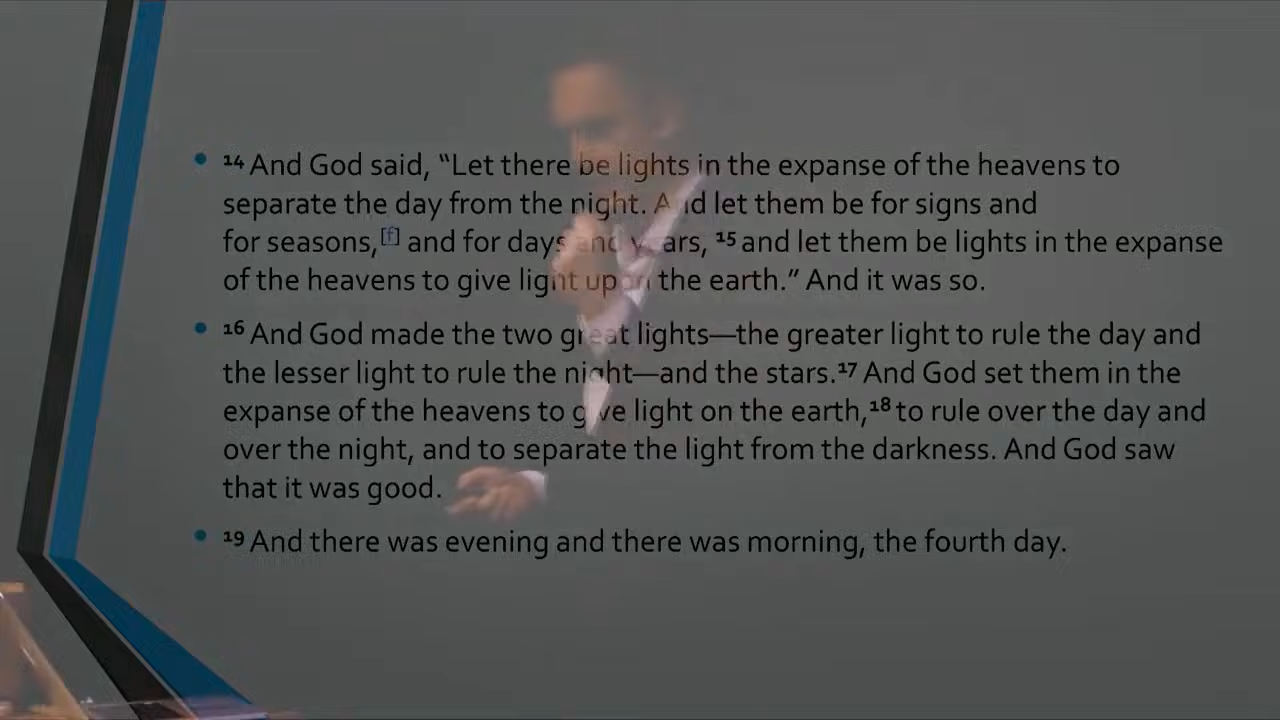 14 And God said, “Let there be lights in the expanse of the heavens to
separate the day from the night. And let them be for signs and
for seasons,[f] and for days and years, 15 and let them be lights in the expanse
of the heavens to give light upon the earth.” And it was so.
16 And God made the two great lights—the greater light to rule the day and
the lesser light to rule the night—and the stars.17 And God set them in the
expanse of the heavens to give light on the earth,18 to rule over the day and
over the night, and to separate the light from the darkness. And God saw
that it was good.
19 And there was evening and there was morning, the fourth day.